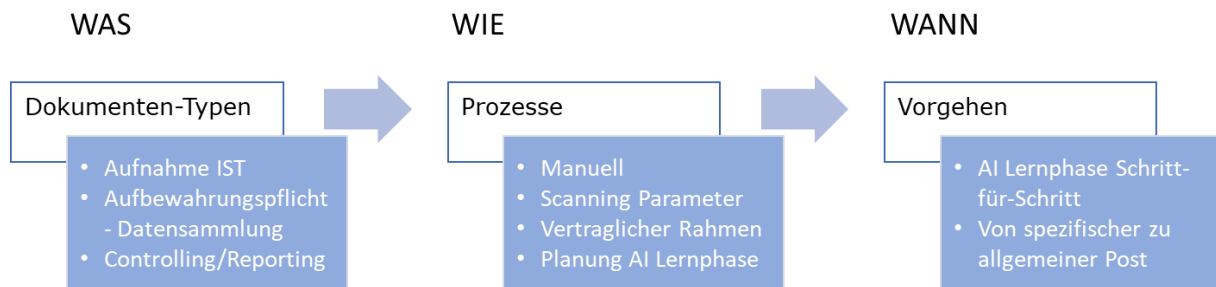 WAS
Dokumenten-Typen
• Aufnahme IST
• Aufbewahrungspflicht
- Datensammlung
• Controlling/Reporting
WIE
Prozesse
• Manuell
• Scanning Parameter
• Vertraglicher Rahmen
• Planung AI Lernphase
WANN
Vorgehen
• AI Lernphase Schritt-
für-Schritt
• Von spezifischer zu
allgemeiner Post